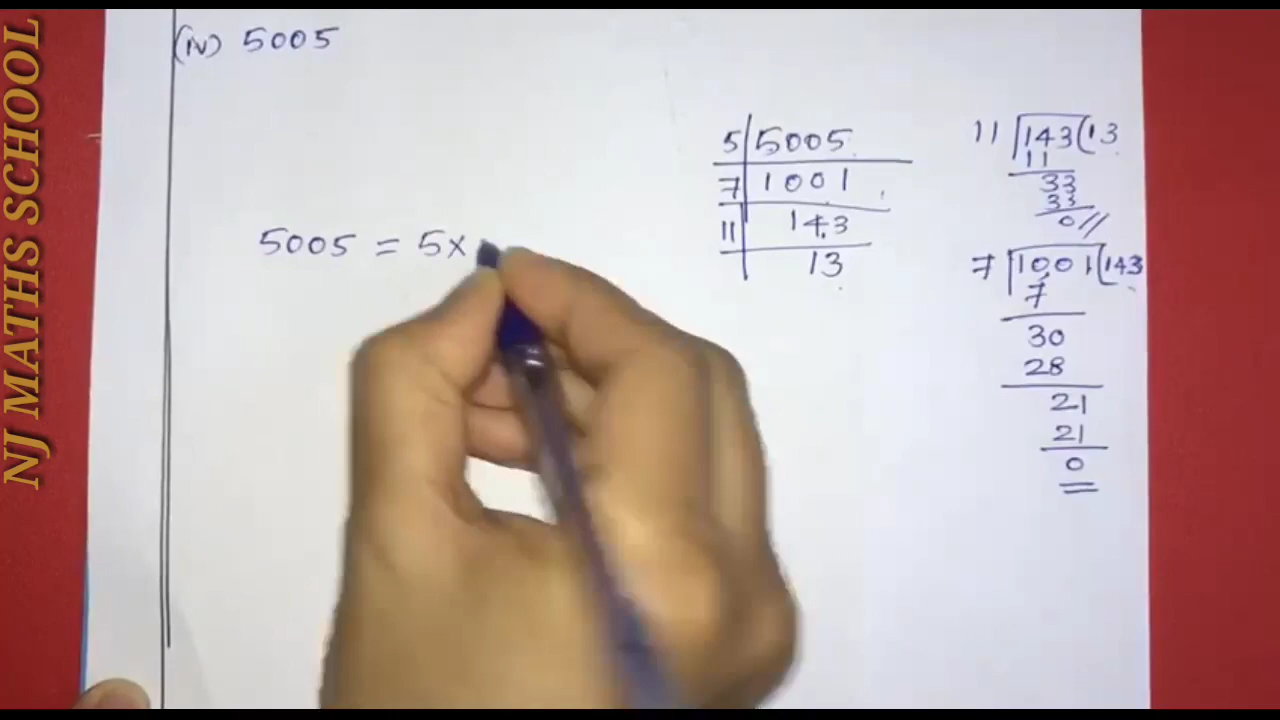 NJ MATHS SCHOOL
(iv) 5005
5005 = 5x
5 5005
7 1001
11 143
13
11 143 13
11
33
33
0 //
7 1001 143
7
30
28
21
21
0